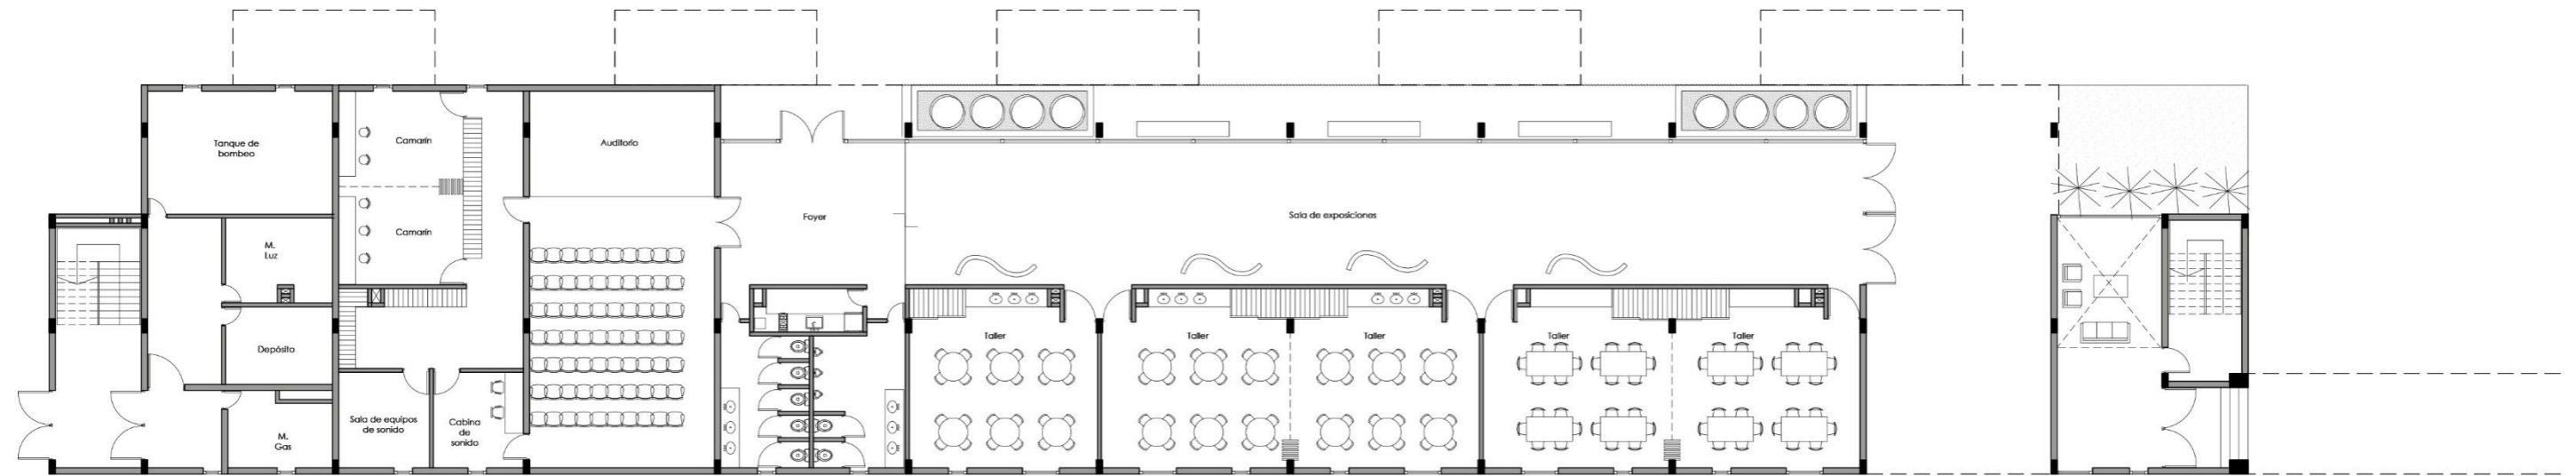 Tanque de
bombeo
Camarín
Auditorio
Foyer
Sala de exposiciones
Camarín
M.
Luz
Depósito
Taller
Taller
Taller
Taller
Taller
Sala de equipos
de sonido
Cabina
de
sonido
M.
Gas